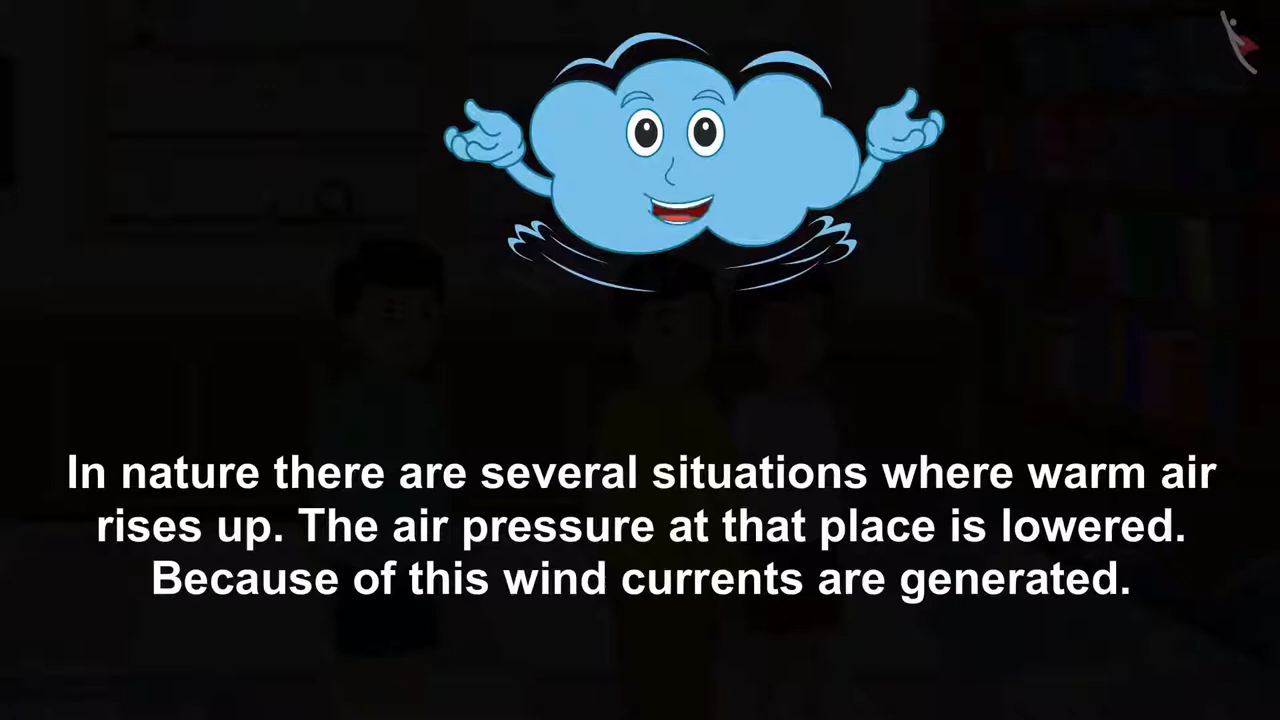 In nature there are several situations where warm air
rises up. The air pressure at that place is lowered.
Because of this wind currents are generated.